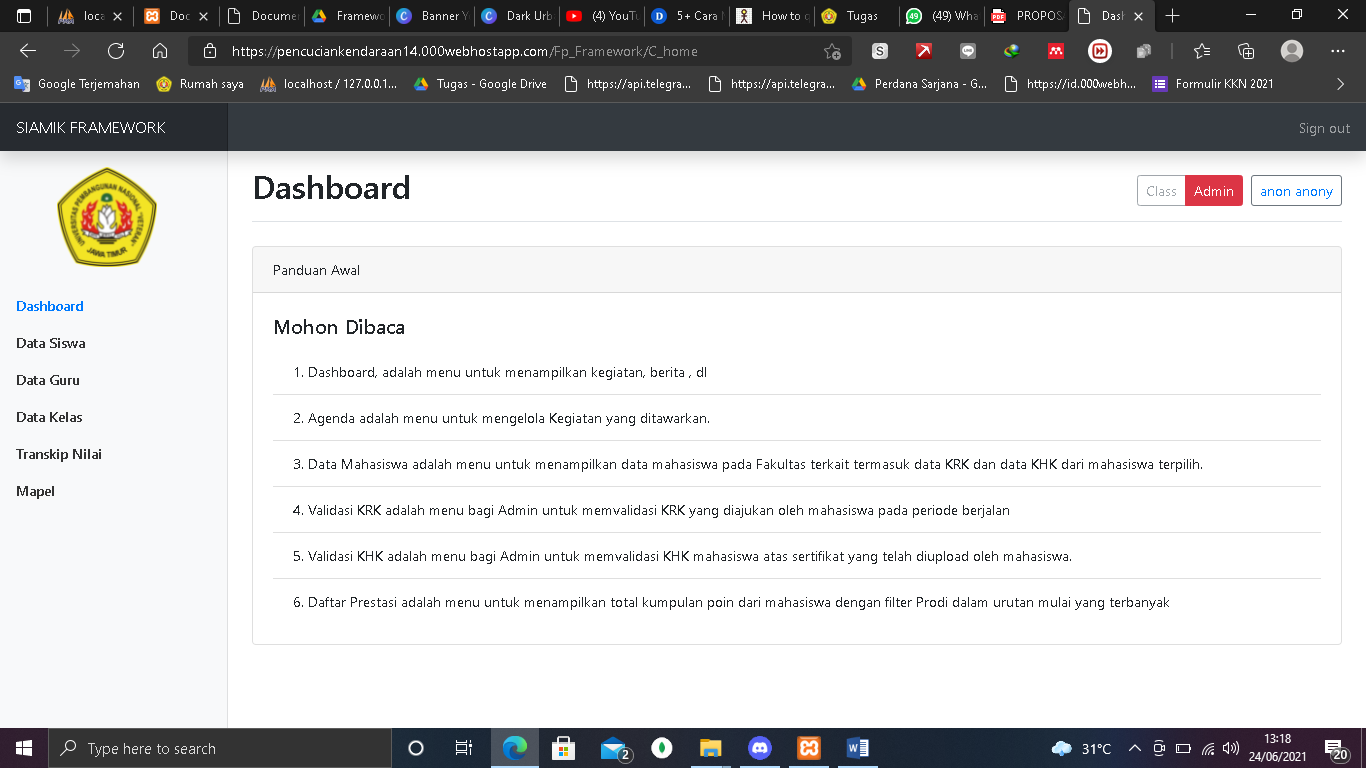 loca
Doc
Docume
Framewo
Banner Y
Dark Urb
(4) YouTu
5+ Cara
How to
Tugas
(49) Wha
PROPOS
Dash
https://pencuciankendaraan14.000webhostapp.com/Fp_Framework/C_home
Google Terjemahan
Rumah saya
localhost / 127.0.0.1...
Tugas - Google Drive
https://api.telegra...
https://api.telegra...
Perdana Sarjana - G...
https://id.000webh...
Formulir KKN 2021
SIAMIK FRAMEWORK
Sign out
UNIVERSITAS PEMBANGUNAN NASIONAL "VETERAN"
JAWA TIMUR
Dashboard
Data Siswa
Data Guru
Data Kelas
Transkip Nilai
Mapel
Dashboard
Class Admin anon anony
Panduan Awal
Mohon Dibaca
1. Dashboard, adalah menu untuk menampilkan kegiatan, berita , dl
2. Agenda adalah menu untuk mengelola Kegiatan yang ditawarkan.
3. Data Mahasiswa adalah menu untuk menampilkan data mahasiswa pada Fakultas terkait termasuk data KRK dan data KHK dari mahasiswa terpilih.
4. Validasi KRK adalah menu bagi Admin untuk memvalidasi KRK yang diajukan oleh mahasiswa pada periode berjalan
5. Validasi KHK adalah menu bagi Admin untuk memvalidasi KHK mahasiswa atas sertifikat yang telah diupload oleh mahasiswa.
6. Daftar Prestasi adalah menu untuk menampilkan total kumpulan poin dari mahasiswa dengan filter Prodi dalam urutan mulai yang terbanyak
Type here to search
2
31°C
13:18
24/06/2021
20